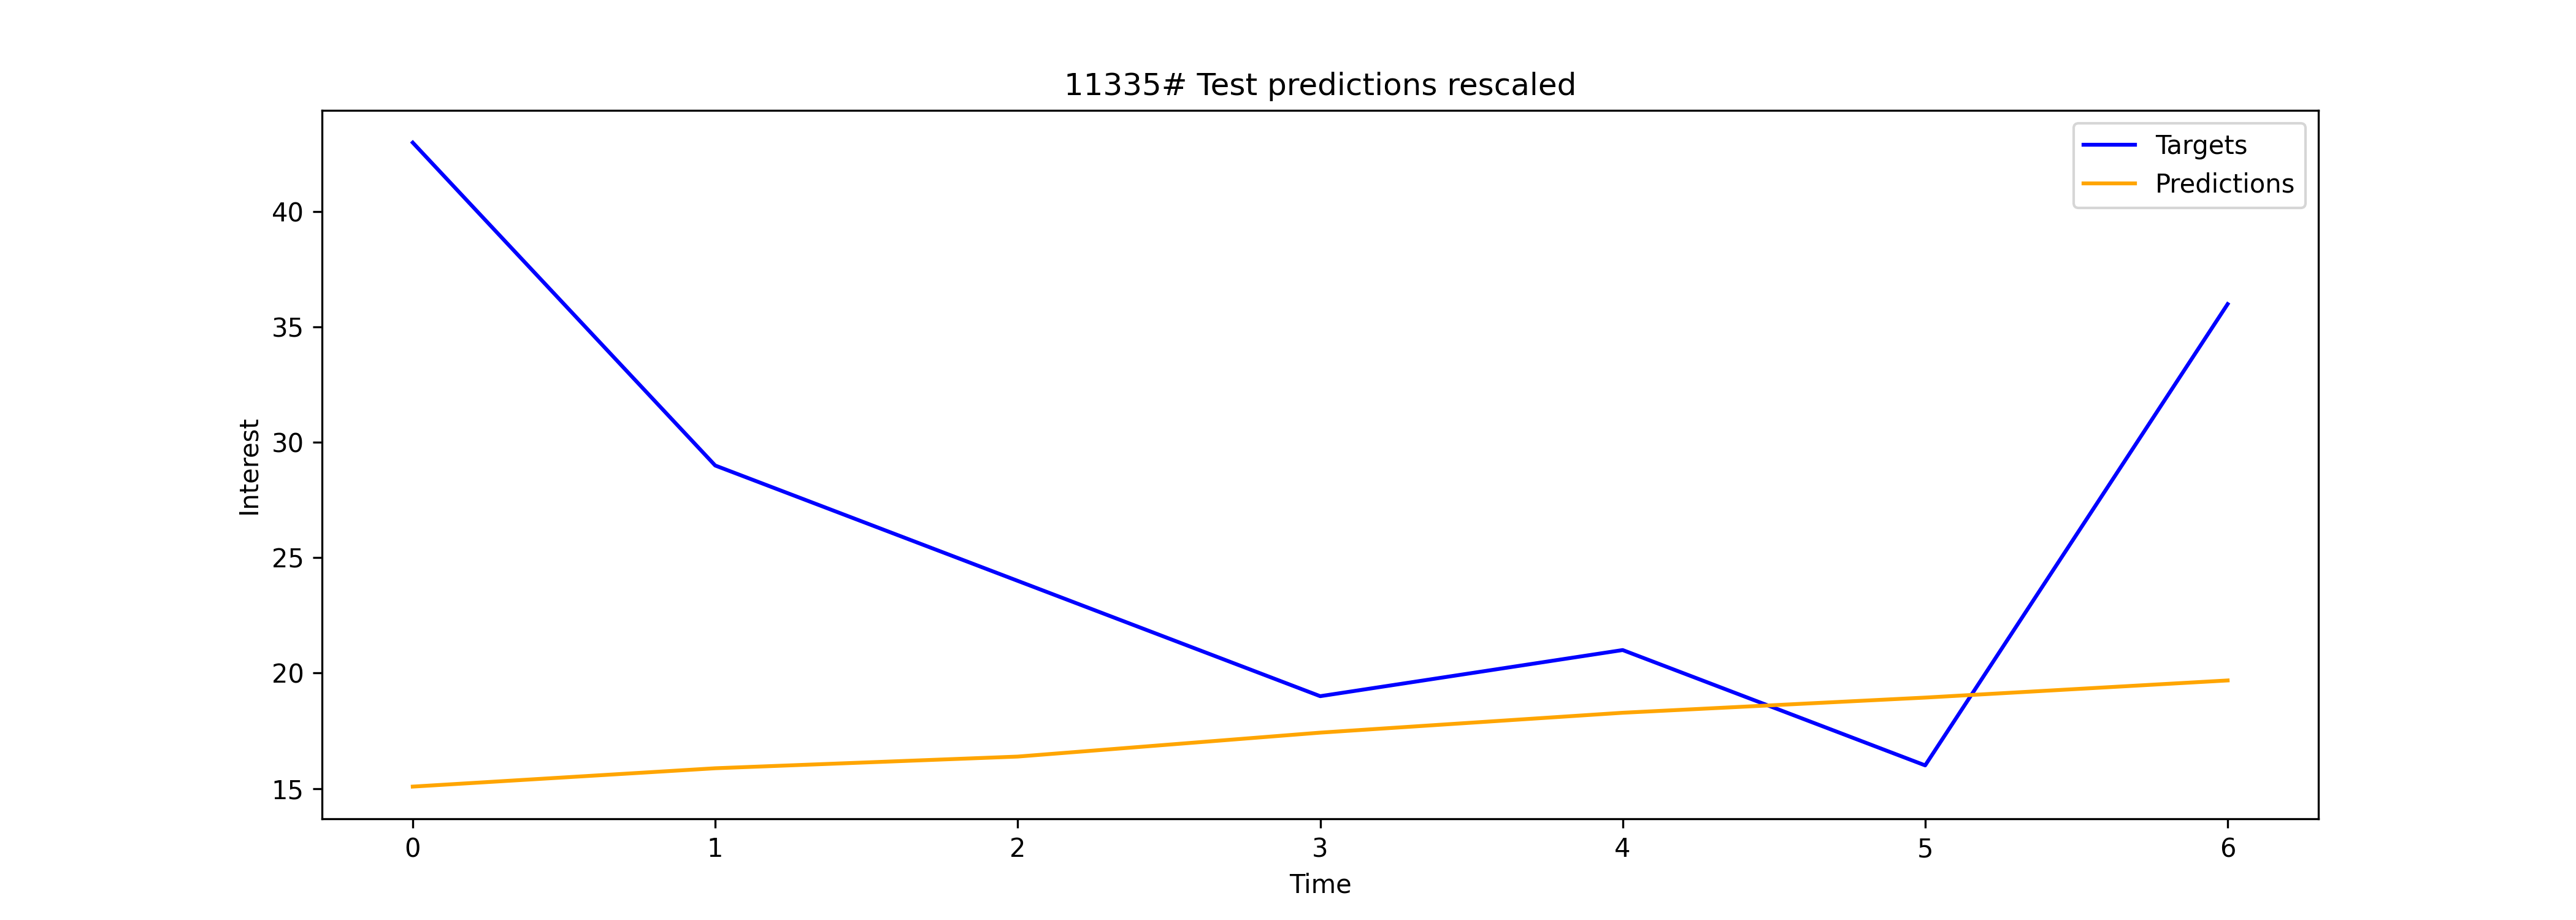 11335# Test predictions rescaled
Targets
Predictions
Interest
40
35
30
25
20
15
0 1 2 3 4 5 6
Time